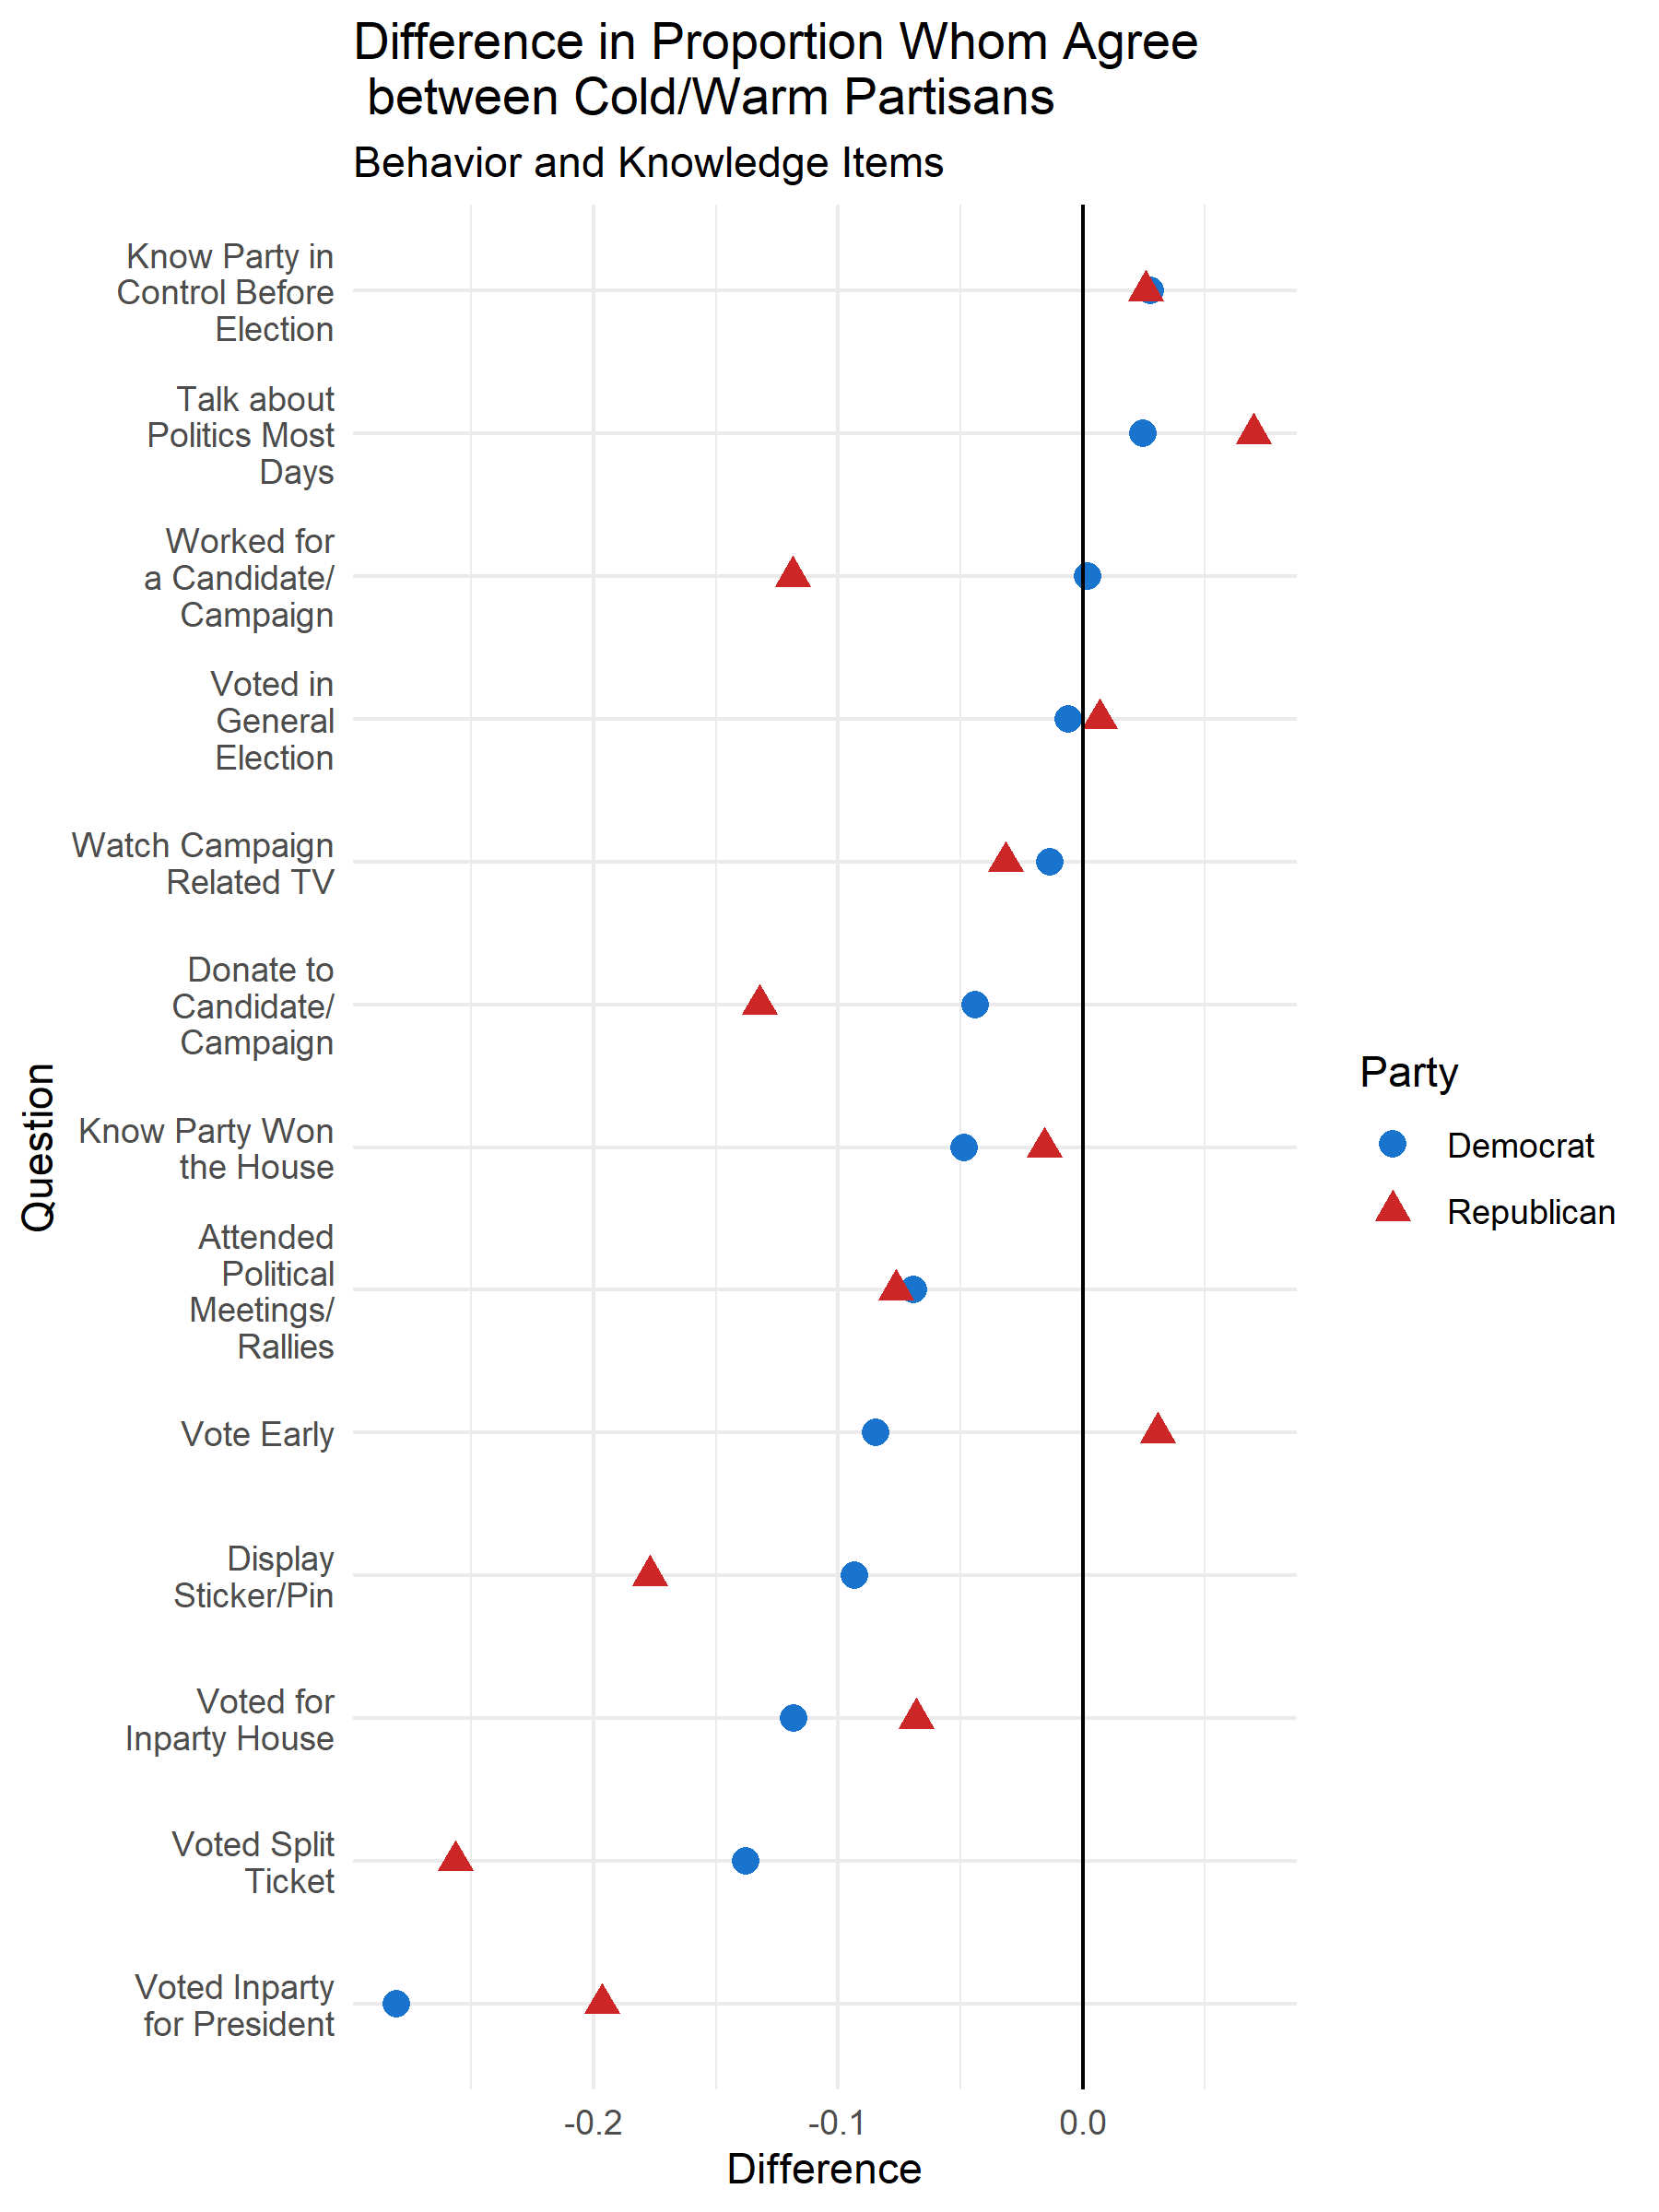 Difference in Proportion Whom Agree
between Cold/Warm Partisans
Behavior and Knowledge Items
Know Party in
Control Before
Election
Talk about
Politics Most
Days
Worked for
a Candidate/
Campaign
Voted in
General
Election
Watch Campaign
Related TV
Donate to
Candidate/
Campaign
Know Party Won
the House
Attended
Political
Meetings/
Rallies
Vote Early
Display
Sticker/Pin
Voted for
Inparty House
Voted Split
Ticket
Voted Inparty
for President
Question
-0.2
-0.1
0.0
Difference
Party
Democrat
Republican